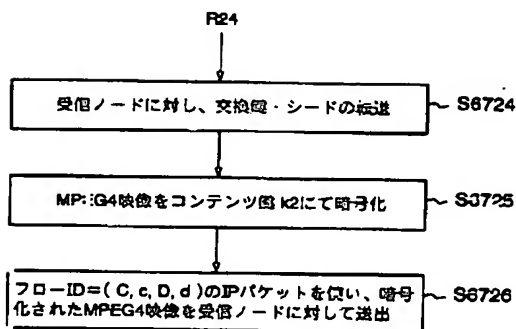 R24
受信ノードに対し、交換鍵・シードの転送
S6724
MPEG4映像をコンテンツ鍵k2にて暗号化
S6725
フローID=( C, c, D, d )のIPパケットを使い、暗号
化されたMPEG4映像を受信ノードに対して送出
S6726